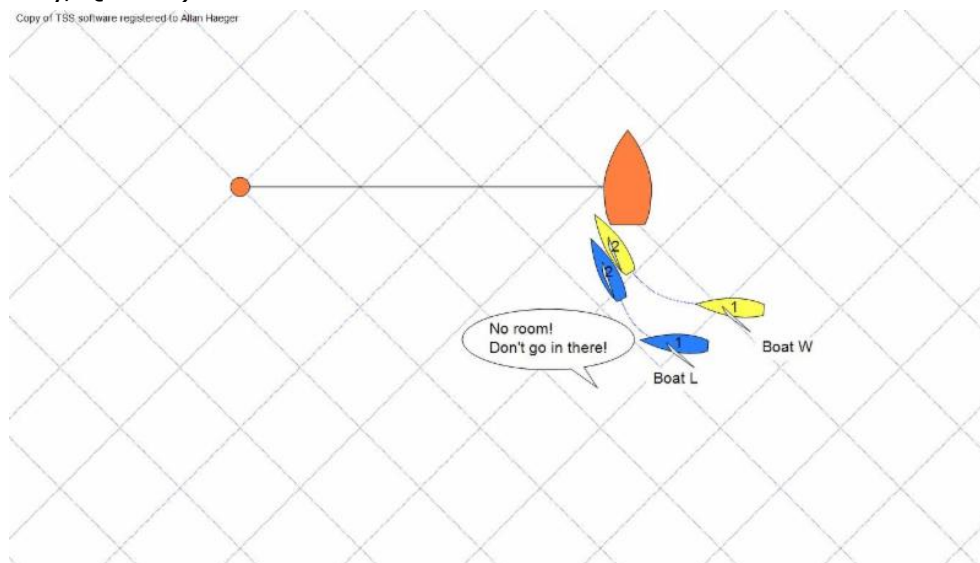 Copy of TSS software registered to Allan Haeger
2
2
1
No room!
Don't go in there!
1
Boat W
Boat L